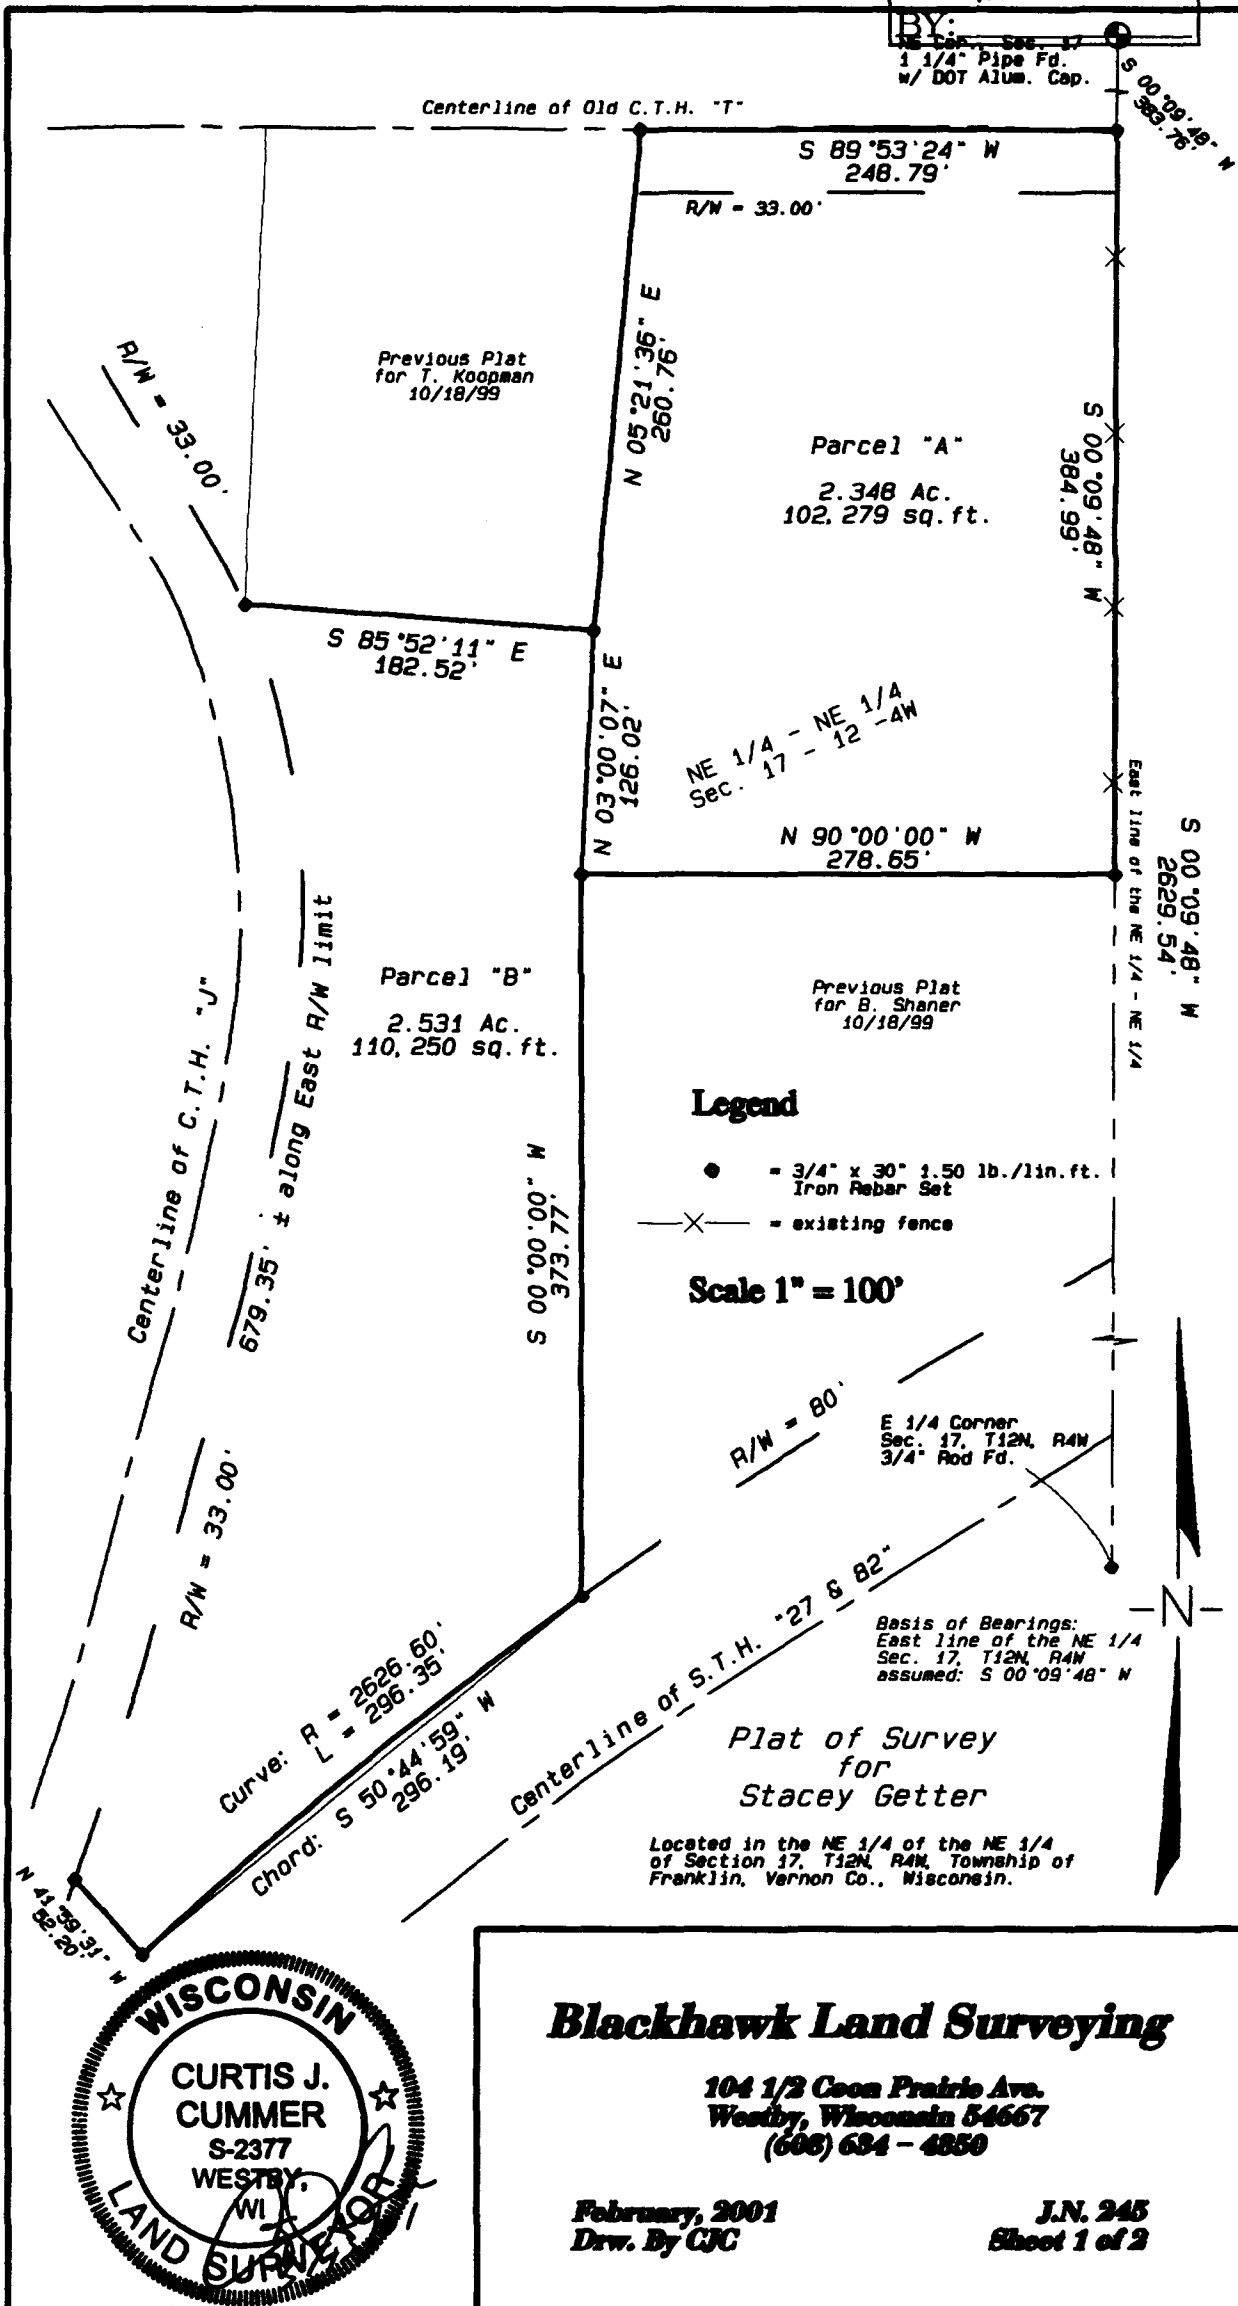 BY:
NE Cor., Sec. 17
1 1/4" Pipe Fd.
w/ DOT Alum. Cap.
S 00°09'48" W
383.76'
Centerline of Old C.T.H. "T"
S 89°53'24" W
248.79'
R/W = 33.00'
R/W = 33.00'
Previous Plat
for T. Koopman
10/18/99
N 05°21'36" E
260.76'
Parcel "A"
2.348 Ac.
102,279 sq.ft.
S 00°09'48" W
384.99'
S 85°52'11" E
182.52'
N 03°00'07" E
126.02'
NE 1/4 - NE 1/4
Sec. 17 - 12 -4W
N 90°00'00" W
278.65'
East line of the NE 1/4 - NE 1/4
S 00°09'48" W
2629.54'
Parcel "B"
2.531 Ac.
110,250 sq.ft.
Previous Plat
for B. Shaner
10/18/99
Centerline of C.T.H. "J"
679.35' ± along East R/W limit
S 00°00'00" W
373.77'
Legend
= 3/4" x 30" 1.50 lb./lin.ft.
Iron Rebar Set
= existing fence
Scale 1" = 100'
R/W = 80'
E 1/4 Corner
Sec. 17, T12N, R4W
3/4" Rod Fd.
R/W = 33.00'
Centerline of S.T.H. "27 & 82"
-N-
Basis of Bearings:
East line of the NE 1/4
Sec. 17, T12N, R4W
assumed: S 00°09'48" W
Curve: R = 2626.60'
L = 296.35'
Chord: S 50°44'59" W
296.19'
Plat of Survey
for
Stacey Getter
Located in the NE 1/4 of the NE 1/4
of Section 17, T12N, R4W, Township of
Franklin, Vernon Co., Wisconsin.
N 41°59'31" W
52.20'
WISCONSIN
CURTIS J.
CUMMER
S-2377
WESTBY,
WI
LAND SURVEYOR
Blackhawk Land Surveying
104 1/2 Coon Prairie Ave.
Westby, Wisconsin 54667
(608) 634 - 4850
February, 2001
Drw. By CJC
J.N. 245
Sheet 1 of 2